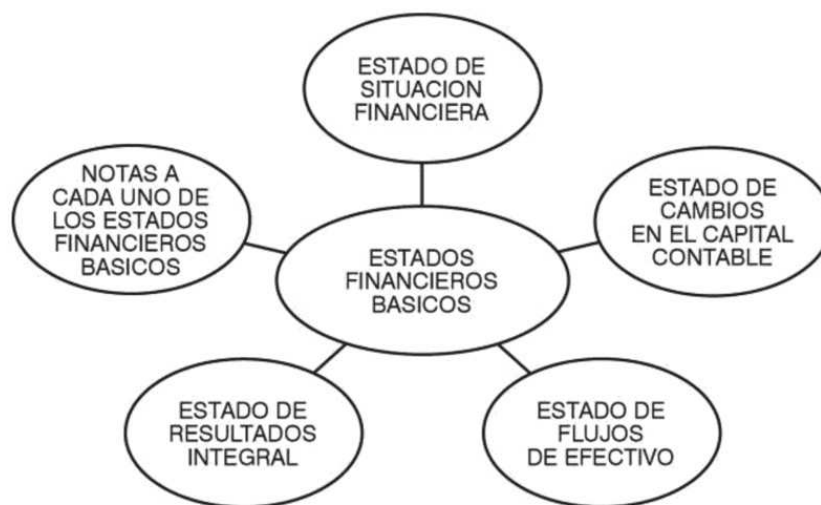 ESTADO DE
SITUACION
FINANCIERA
NOTAS A
CADA UNO DE
LOS ESTADOS
FINANCIEROS
BASICOS
ESTADO DE
CAMBIOS
EN EL CAPITAL
CONTABLE
ESTADOS
FINANCIEROS
BASICOS
ESTADO DE
RESULTADOS
INTEGRAL
ESTADO DE
FLUJOS
DE EFECTIVO